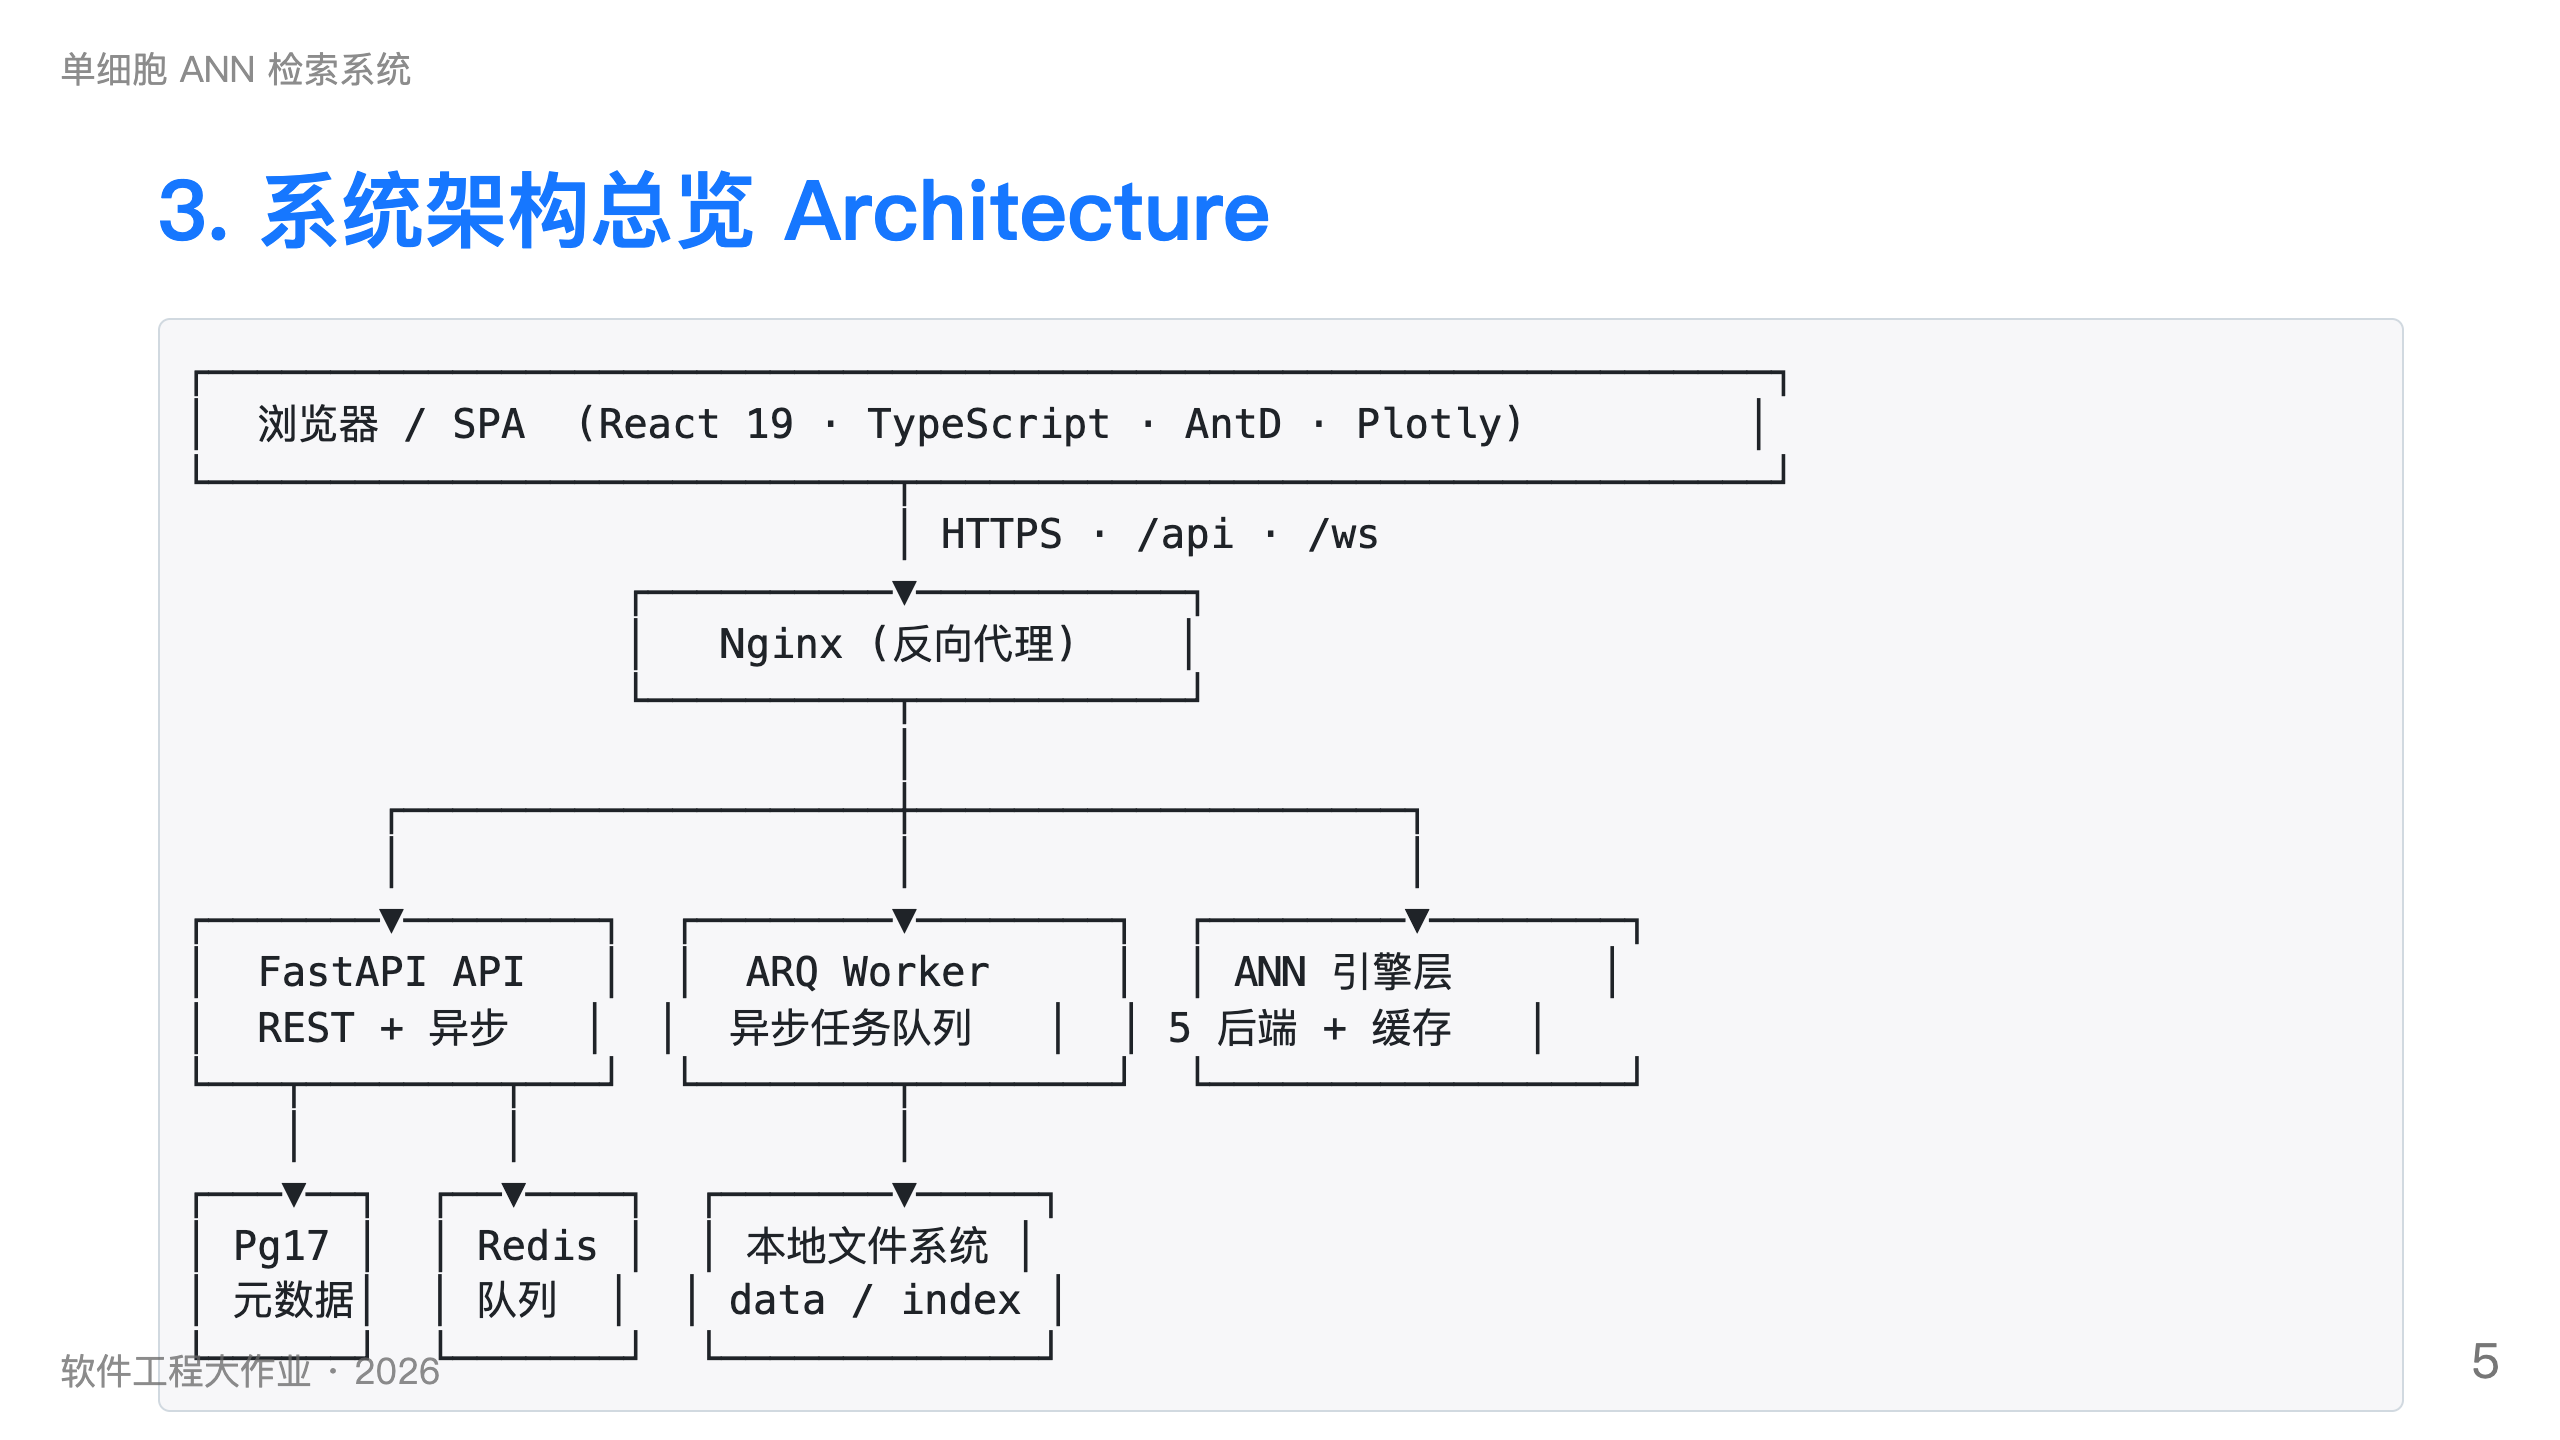 单细胞 ANN 检索系统
3. 系统架构总览 Architecture
浏览器 / SPA (React 19 · TypeScript · AntD · Plotly)
HTTPS · /api · /ws
Nginx (反向代理)
FastAPI API
REST + 异步
ARQ Worker
异步任务队列
ANN 引擎层
5 后端 + 缓存
Pg17
元数据
Redis
队列
本地文件系统
data / index
软件工程大作业 · 2026
5